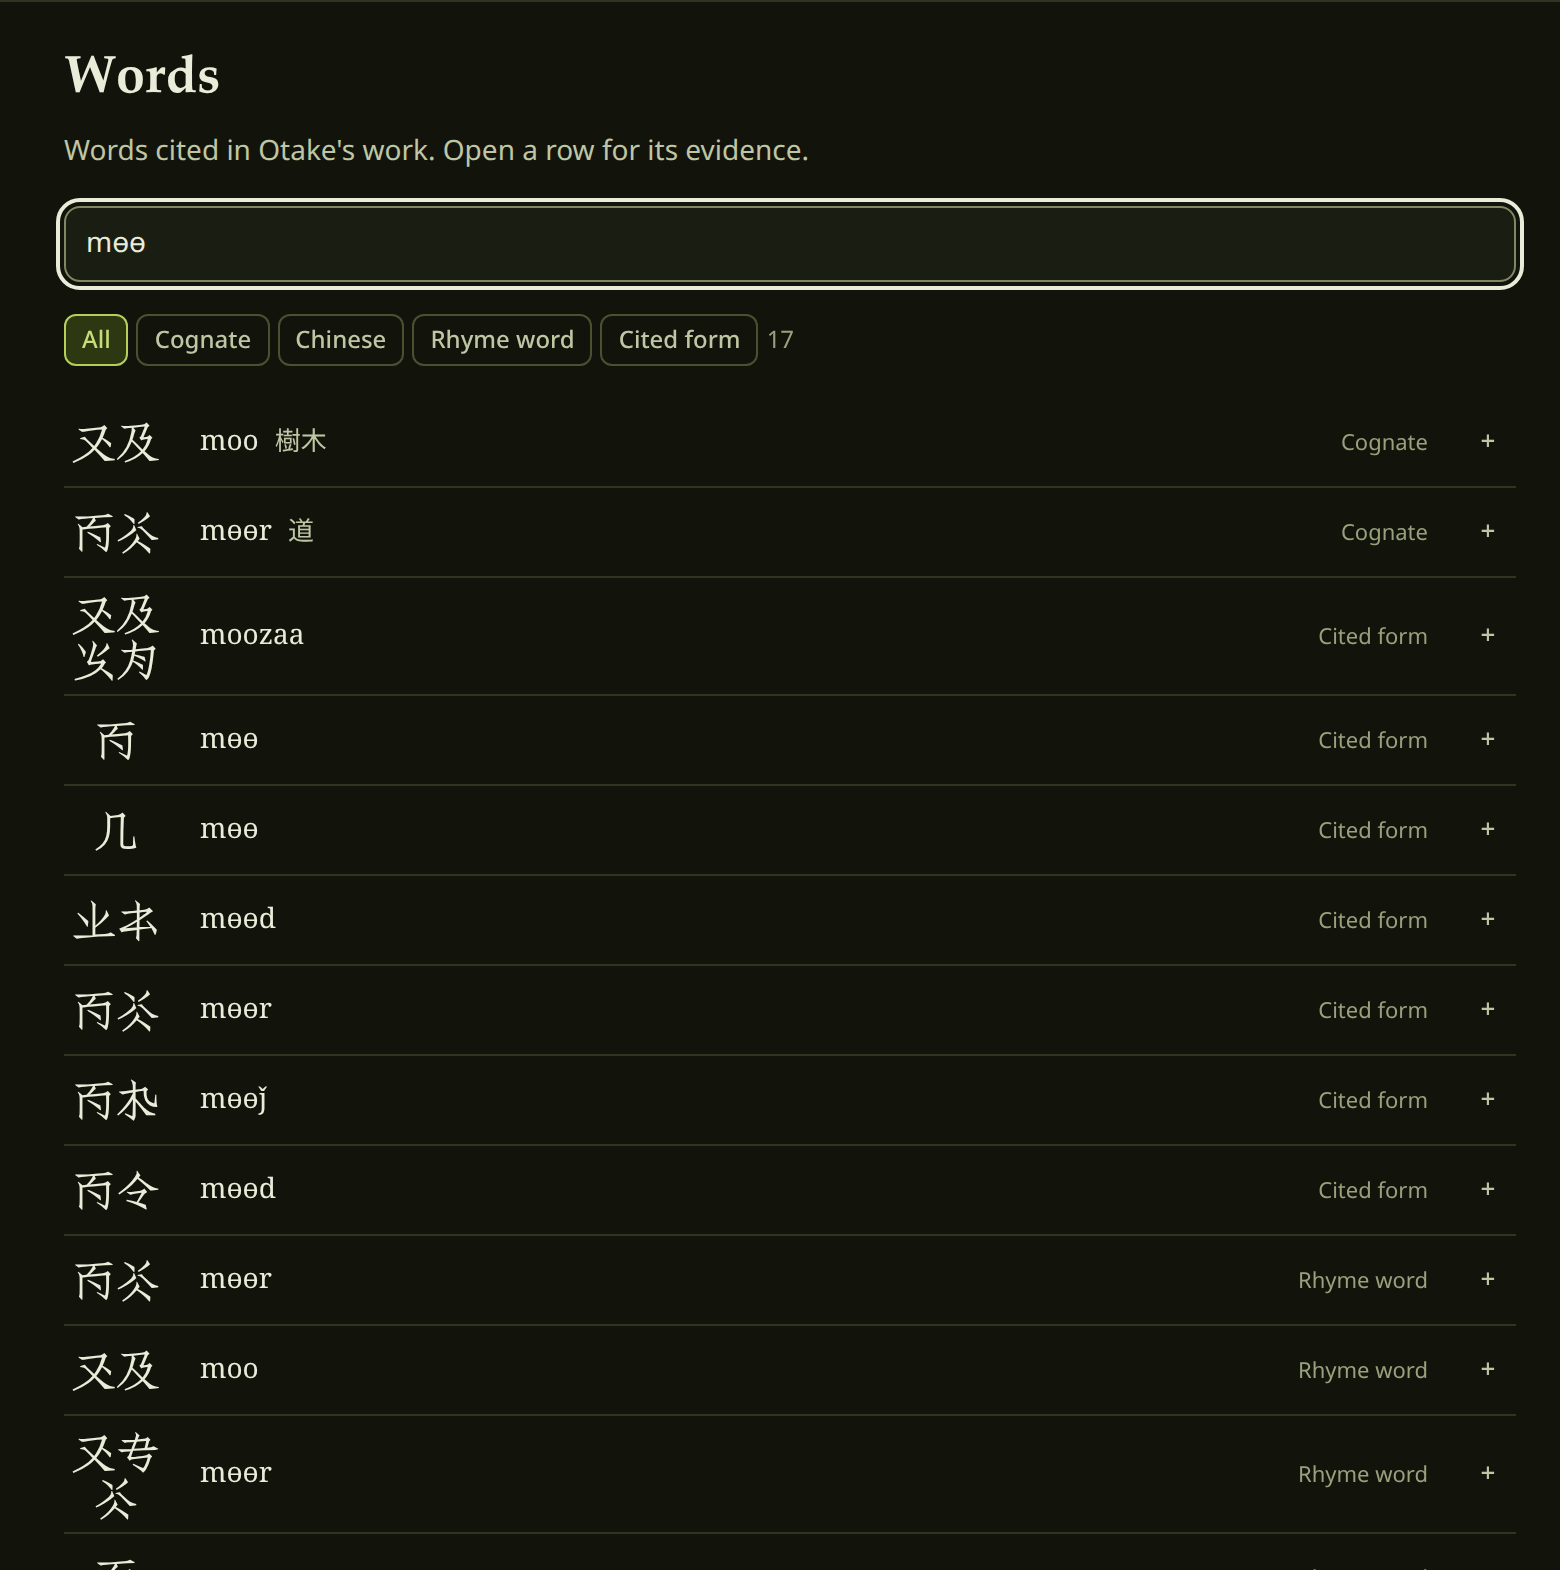 Words
Words cited in Otake's work. Open a row for its evidence.
mɵɵ
All Cognate Chinese Rhyme word Cited form 17
moo 樹木 Cognate +
mɵɵr 道 Cognate +
moozaa Cited form +
mɵɵ Cited form +
mɵɵ Cited form +
mɵɵd Cited form +
mɵɵr Cited form +
mɵɵǰ Cited form +
mɵɵd Cited form +
mɵɵr Rhyme word +
moo Rhyme word +
mɵɵr Rhyme word +